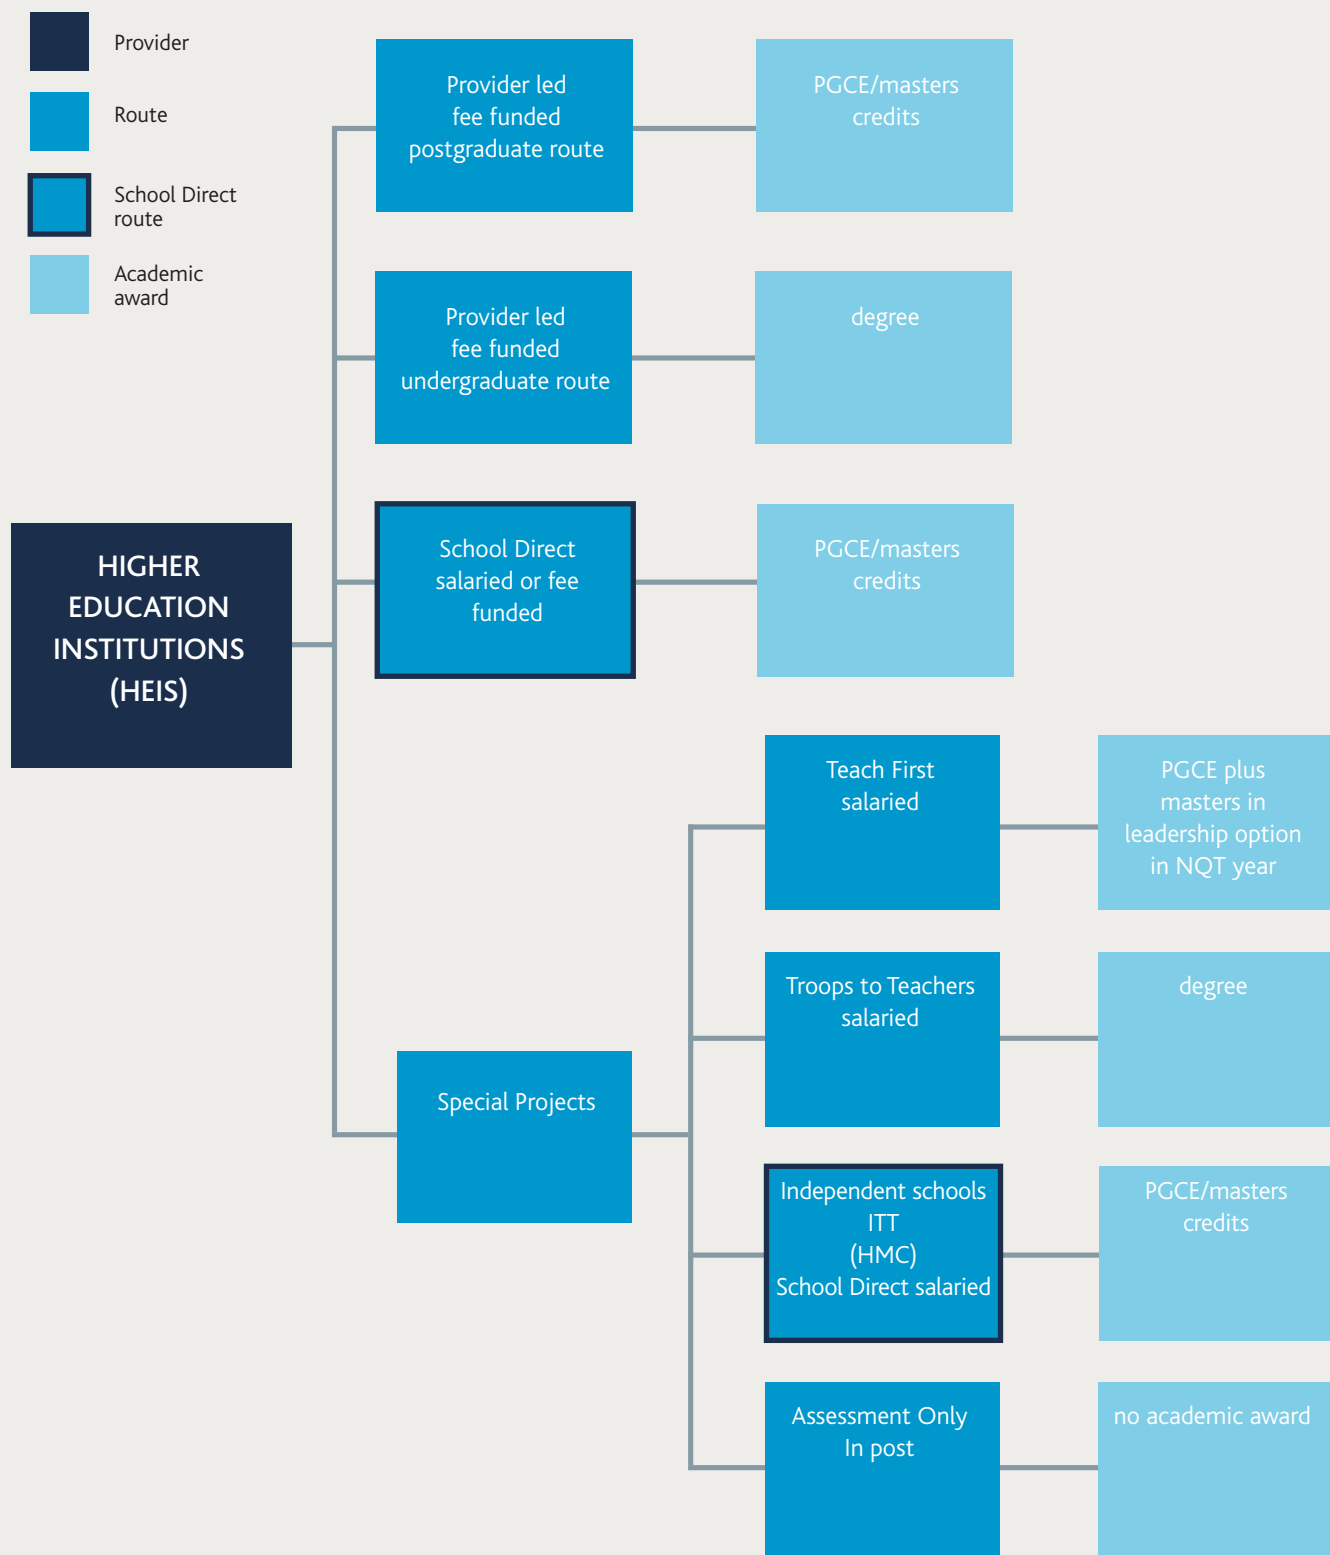 Provider
Route
School Direct
route
Academic
award
Provider led
fee funded
postgraduate route
PGCE/masters
credits
Provider led
fee funded
undergraduate route
degree
HIGHER
EDUCATION
INSTITUTIONS
(HEIS)
School Direct
salaried or fee
funded
PGCE/masters
credits
Special Projects
Teach First
salaried
PGCE plus
masters in
leadership option
in NQT year
Troops to Teachers
salaried
degree
Independent schools
ITT
(HMC)
School Direct salaried
PGCE/masters
credits
Assessment Only
In post
no academic award